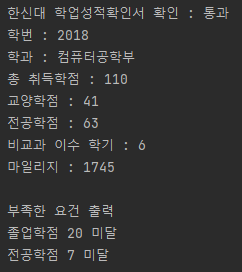 한신대 학업성적확인서 확인 : 통과
학번 : 2018
학과 : 컴퓨터공학부
총 취득학점 : 110
교양학점 : 41
전공학점 : 63
비교과 이수 학기 : 6
마일리지 : 1745
부족한 요건 출력
졸업학점 20 미달
전공학점 7 미달